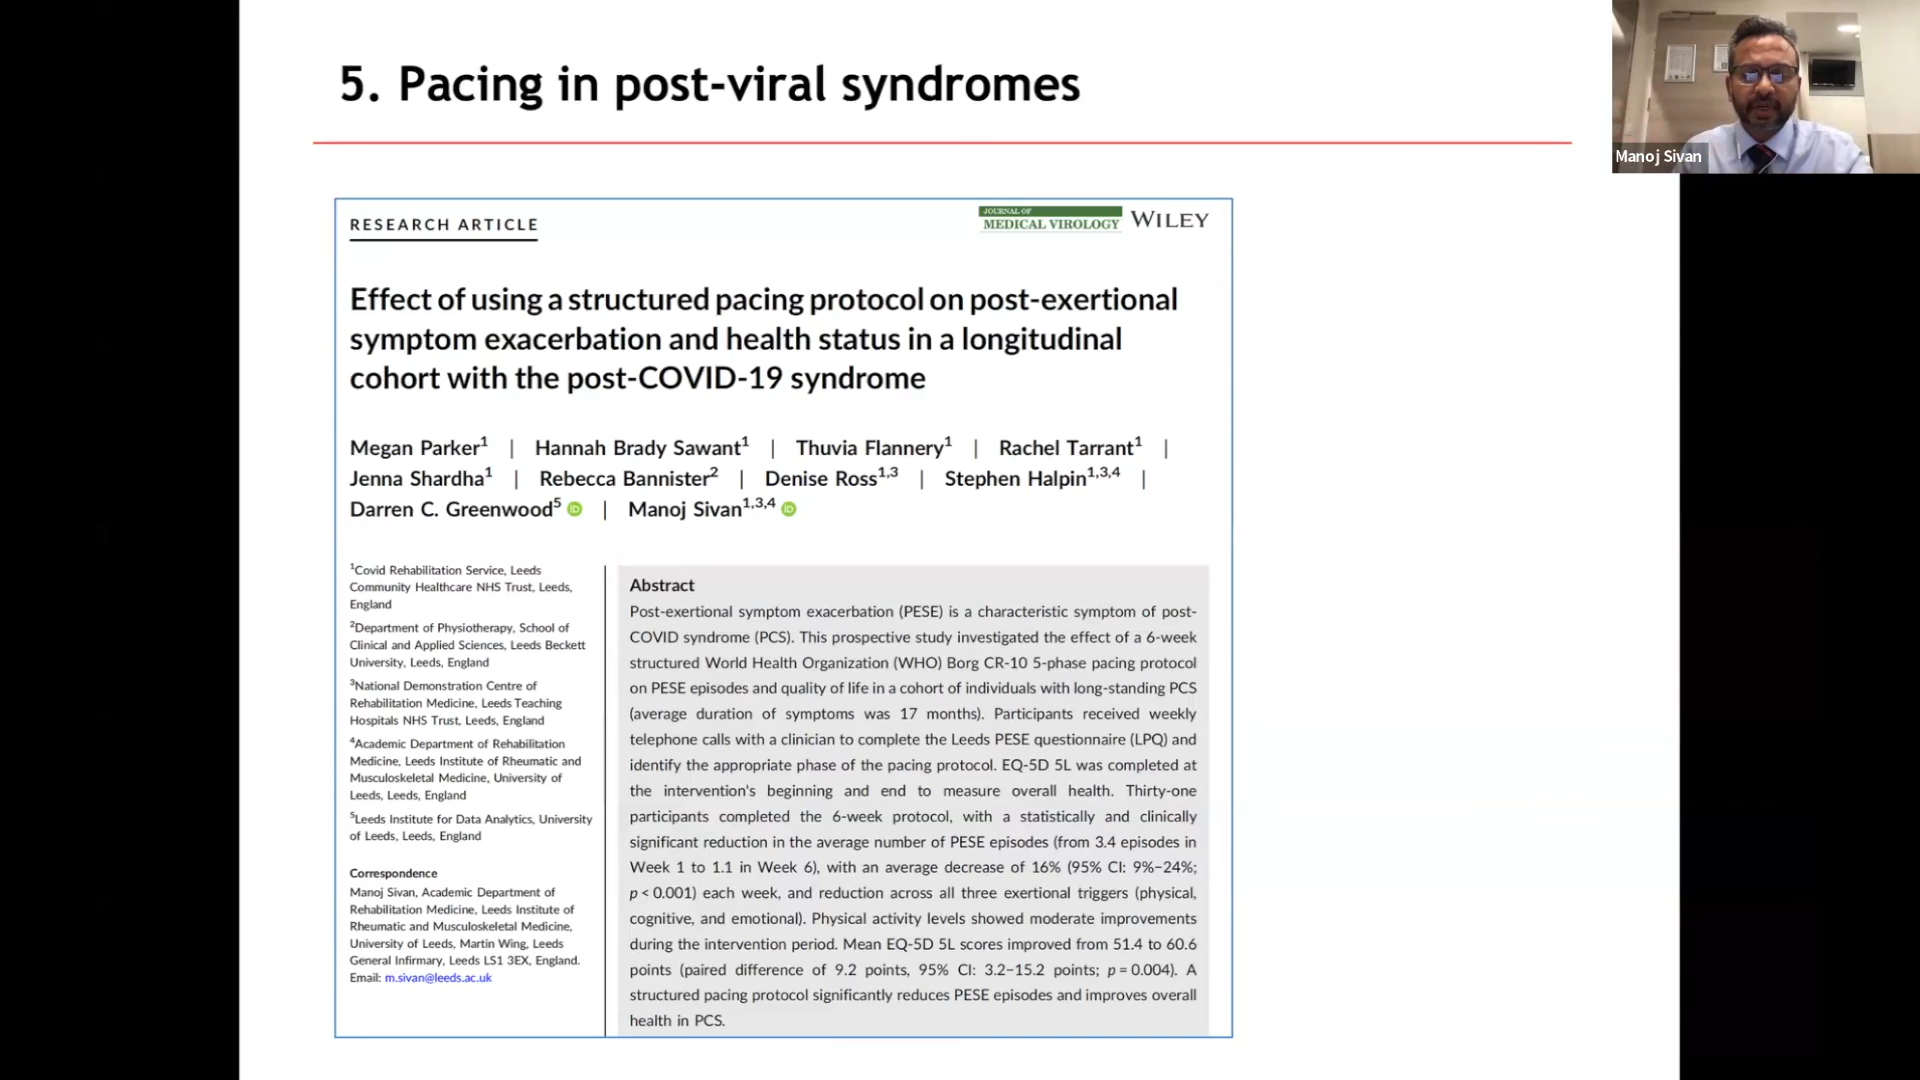 5. Pacing in post-viral syndromes
Manoj Sivan
RESEARCH ARTICLE
JOURNAL OF
MEDICAL VIROLOGY
WILEY
Effect of using a structured pacing protocol on post-exertional
symptom exacerbation and health status in a longitudinal
cohort with the post-COVID-19 syndrome
Megan Parker1 | Hannah Brady Sawant1 | Thuvia Flannery1 | Rachel Tarrant1 |
Jenna Shardha1 | Rebecca Bannister2 | Denise Ross1,3 | Stephen Halpin1,3,4 |
Darren C. Greenwood5 iD | Manoj Sivan1,3,4 iD
1Covid Rehabilitation Service, Leeds
Community Healthcare NHS Trust, Leeds,
England
2Department of Physiotherapy, School of
Clinical and Applied Sciences, Leeds Beckett
University, Leeds, England
3National Demonstration Centre of
Rehabilitation Medicine, Leeds Teaching
Hospitals NHS Trust, Leeds, England
4Academic Department of Rehabilitation
Medicine, Leeds Institute of Rheumatic and
Musculoskeletal Medicine, University of
Leeds, Leeds, England
5Leeds Institute for Data Analytics, University
of Leeds, Leeds, England
Correspondence
Manoj Sivan, Academic Department of
Rehabilitation Medicine, Leeds Institute of
Rheumatic and Musculoskeletal Medicine,
University of Leeds, Martin Wing, Leeds
General Infirmary, Leeds LS1 3EX, England.
Email: m.sivan@leeds.ac.uk
Abstract
Post-exertional symptom exacerbation (PESE) is a characteristic symptom of post-
COVID syndrome (PCS). This prospective study investigated the effect of a 6-week
structured World Health Organization (WHO) Borg CR-10 5-phase pacing protocol
on PESE episodes and quality of life in a cohort of individuals with long-standing PCS
(average duration of symptoms was 17 months). Participants received weekly
telephone calls with a clinician to complete the Leeds PESE questionnaire (LPQ) and
identify the appropriate phase of the pacing protocol. EQ-5D 5L was completed at
the intervention's beginning and end to measure overall health. Thirty-one
participants completed the 6-week protocol, with a statistically and clinically
significant reduction in the average number of PESE episodes (from 3.4 episodes in
Week 1 to 1.1 in Week 6), with an average decrease of 16% (95% CI: 9%–24%;
p < 0.001) each week, and reduction across all three exertional triggers (physical,
cognitive, and emotional). Physical activity levels showed moderate improvements
during the intervention period. Mean EQ-5D 5L scores improved from 51.4 to 60.6
points (paired difference of 9.2 points, 95% CI: 3.2–15.2 points; p = 0.004). A
structured pacing protocol significantly reduces PESE episodes and improves overall
health in PCS.